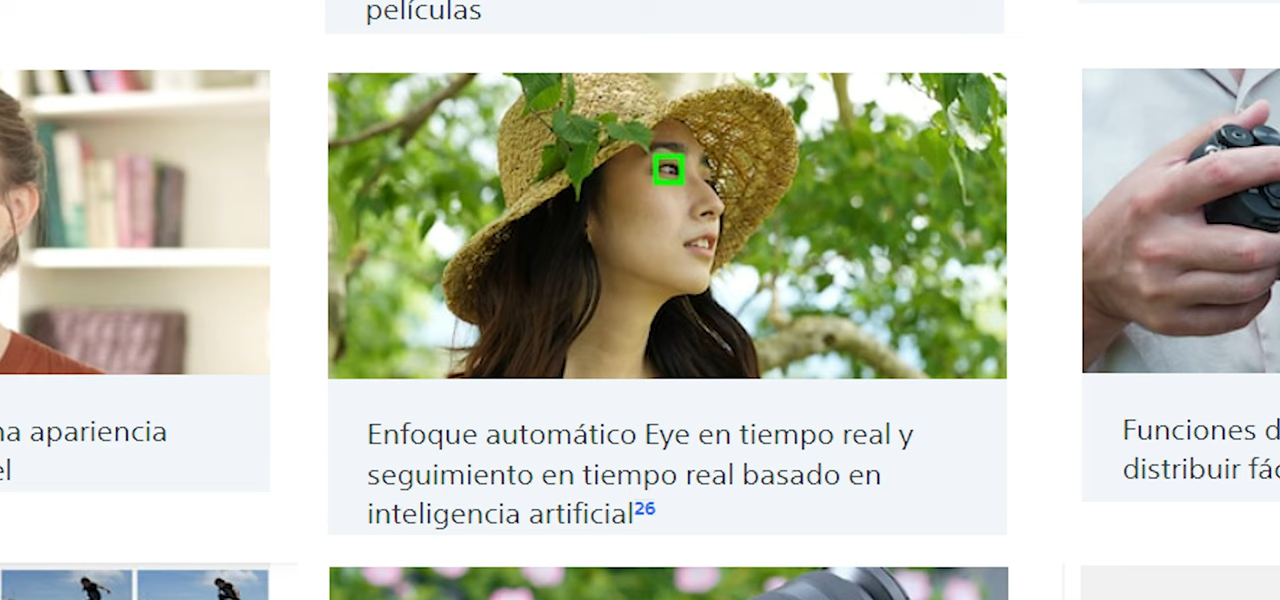 películas
na apariencia
el
Enfoque automático Eye en tiempo real y
seguimiento en tiempo real basado en
inteligencia artificial26
Funciones d
distribuir fác